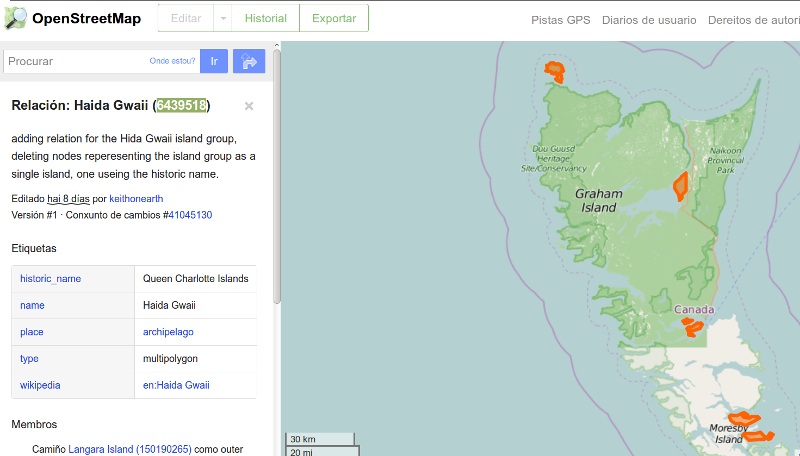 OpenStreetMap
Editar
Historial
Exportar
Pistas GPS
Diarios de usuario
Dereitos de autori
Procurar
Onde estou?
Ir
Relación: Haida Gwaii (6439518)
×
adding relation for the Hida Gwaii island group,
deleting nodes reperesenting the island group as a
single island, one useing the historic name.
Editado hai 8 días por keithonearth
Versión #1 · Conxunto de cambios #41045130
Etiquetas
historic_name Queen Charlotte Islands
name Haida Gwaii
place archipelago
type multipolygon
wikipedia en:Haida Gwaii
Membros
Camiño Langara Island (150190265) como outer
Duu Guusd
Heritage
Site/Conservancy
Naikoon
Provincial
Park
Graham
Island
Canada
Moresby
Island
30 km
20 mi